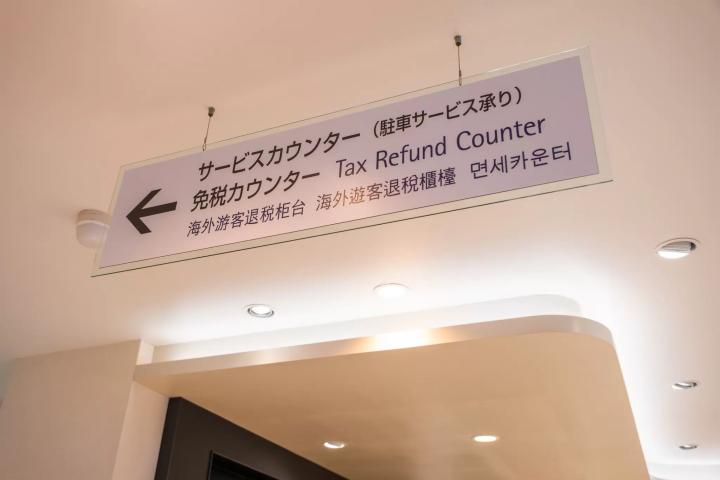 サービスカウンター（駐車サービス承り）
免税カウンター Tax Refund Counter
海外游客退税柜台 海外遊客退稅櫃檯 면세카운터